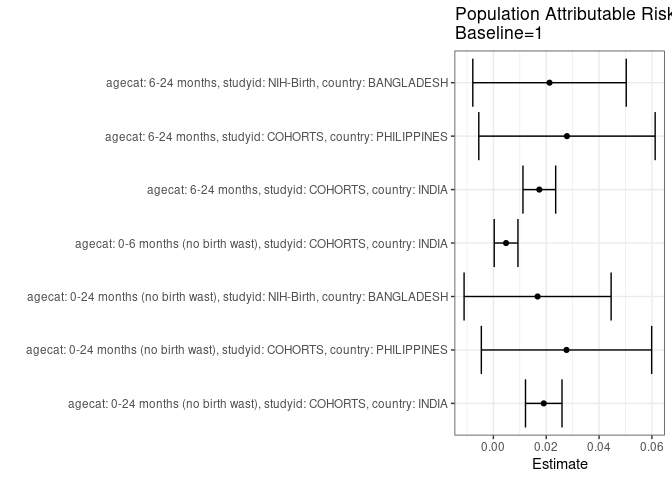 Population Attributable Risk
Baseline=1
agecat: 6-24 months, studyid: NIH-Birth, country: BANGLADESH
agecat: 6-24 months, studyid: COHORTS, country: PHILIPPINES
agecat: 6-24 months, studyid: COHORTS, country: INDIA
agecat: 0-6 months (no birth wast), studyid: COHORTS, country: INDIA
agecat: 0-24 months (no birth wast), studyid: NIH-Birth, country: BANGLADESH
agecat: 0-24 months (no birth wast), studyid: COHORTS, country: PHILIPPINES
agecat: 0-24 months (no birth wast), studyid: COHORTS, country: INDIA
0.00 0.02 0.04 0.06
Estimate